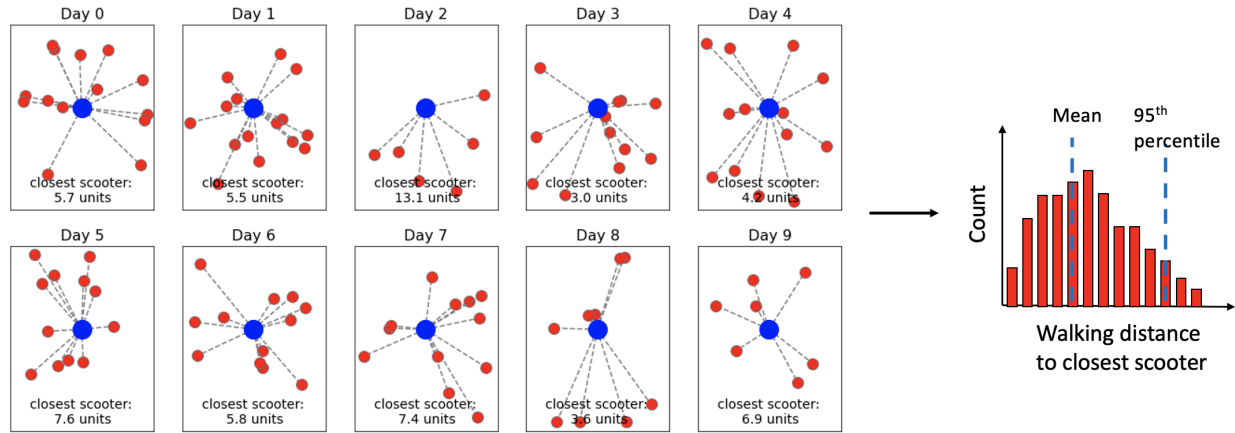 Day 0
closest scooter:
5.7 units
Day 1
closest scooter:
5.5 units
Day 2
closest scooter:
13.1 units
Day 3
closest scooter:
3.0 units
Day 4
closest scooter:
4.2 units
Day 5
closest scooter:
7.6 units
Day 6
closest scooter:
5.8 units
Day 7
closest scooter:
7.4 units
Day 8
closest scooter:
3.6 units
Day 9
closest scooter:
6.9 units
Mean
95th
percentile
Count
Walking distance
to closest scooter